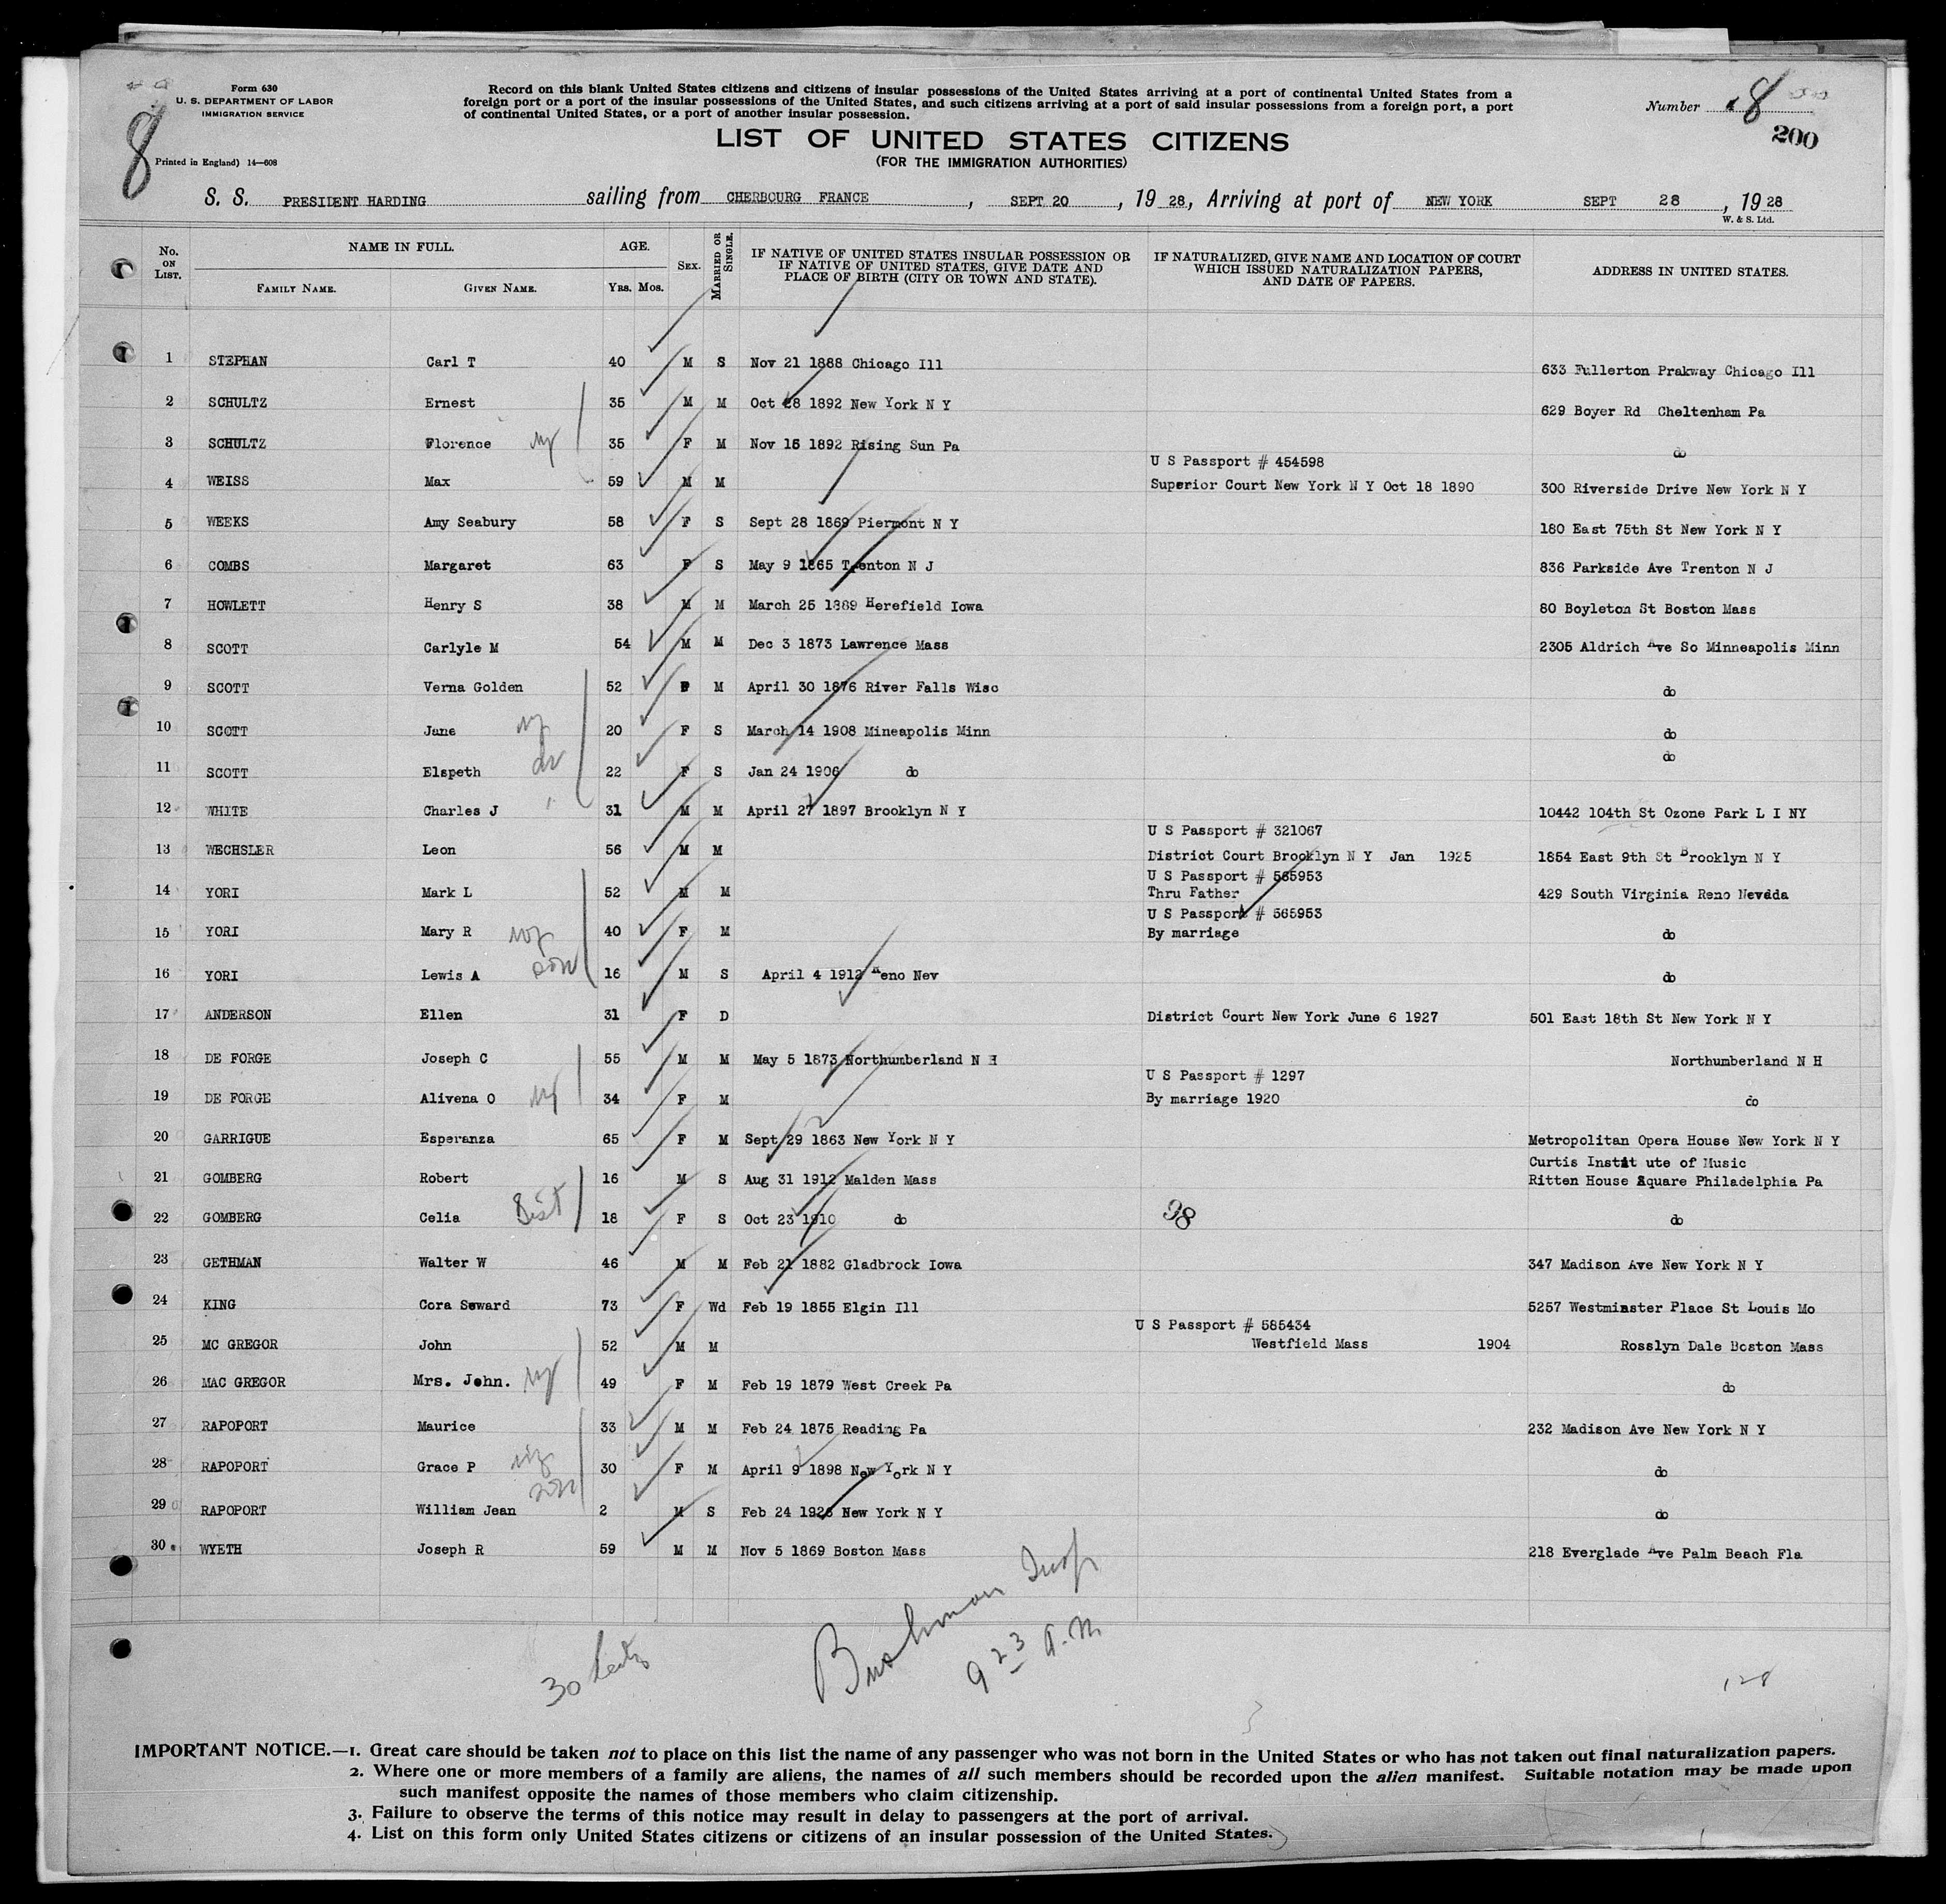 Form 630
U. S. DEPARTMENT OF LABOR
IMMIGRATION SERVICE
8
Printed in England) 14—608
Record on this blank United States citizens and citizens of insular possessions of the United States arriving at a port of continental United States from a
foreign port or a port of the insular possessions of the United States, and such citizens arriving at a port of said insular possessions from a foreign port, a port
of continental United States, or a port of another insular possession.
Number 8
200
LIST OF UNITED STATES CITIZENS
(FOR THE IMMIGRATION AUTHORITIES)
S. S. PRESIDENT HARDING sailing from CHERBOURG FRANCE, SEPT 20, 19 28, Arriving at port of NEW YORK SEPT 28, 19 28
W. & S. Ltd.
No. ON LIST. NAME IN FULL. FAMILY NAME. GIVEN NAME. AGE. Yrs. Mos. SEX. MARRIED OR SINGLE. IF NATIVE OF UNITED STATES INSULAR POSSESSION OR IF NATIVE OF UNITED STATES, GIVE DATE AND PLACE OF BIRTH (CITY OR TOWN AND STATE). IF NATURALIZED, GIVE NAME AND LOCATION OF COURT WHICH ISSUED NATURALIZATION PAPERS, AND DATE OF PAPERS. ADDRESS IN UNITED STATES.
1 STEPHAN Carl T 40 M S Nov 21 1888 Chicago Ill 633 Fullerton Prakway Chicago Ill
2 SCHULTZ Ernest 35 M M Oct 28 1892 New York N Y 629 Boyer Rd Cheltenham Pa
3 SCHULTZ Florence 35 F M Nov 15 1892 Rising Sun Pa do
U S Passport # 454598
4 WEISS Max 59 M M Superior Court New York N Y Oct 18 1890 300 Riverside Drive New York N Y
5 WEEKS Amy Seabury 58 F S Sept 28 1869 Piermont N Y 180 East 75th St New York N Y
6 COMBS Margaret 63 F S May 9 1865 Trenton N J 836 Parkside Ave Trenton N J
7 HOWLETT Henry S 38 M M March 25 1889 Herefield Iowa 80 Boyleton St Boston Mass
8 SCOTT Carlyle M 54 M M Dec 3 1873 Lawrence Mass 2305 Aldrich Ave So Minneapolis Minn
9 SCOTT Verna Golden 52 F M April 30 1876 River Falls Wisc do
10 SCOTT Jane 20 F S March 14 1908 Mineapolis Minn do
11 SCOTT Elspeth 22 F S Jan 24 1906 do do
12 WHITE Charles J 31 M M April 27 1897 Brooklyn N Y 10442 104th St Ozone Park L I NY
U S Passport # 321067
13 WECHSLER Leon 56 M M District Court Brooklyn N Y Jan 1925 1854 East 9th St Brooklyn N Y
U S Passport # 565953
14 YORI Mark L 52 M M Thru Father 429 South Virginia Reno Nevdda
U S Passport # 565953
15 YORI Mary R 40 F M By marriage do
16 YORI Lewis A 16 M S April 4 1912 Reno Nev do
17 ANDERSON Ellen 31 F D District Court New York June 6 1927 501 East 18th St New York N Y
18 DE FORGE Joseph C 55 M M May 5 1873 Northumberland N H Northumberland N H
U S Passport # 1297
19 DE FORGE Alivena O 34 F M By marriage 1920 do
20 GARRIGUE Esperanza 65 F M Sept 29 1863 New York N Y Metropolitan Opera House New York N Y
Curtis Instit ute of Music
21 GOMBERG Robert 16 M S Aug 31 1912 Malden Mass Ritten House Square Philadelphia Pa
22 GOMBERG Celia 18 F S Oct 23 1910 do 98 do
23 GETHMAN Walter W 46 M M Feb 21 1882 Gladbrock Iowa 347 Madison Ave New York N Y
24 KING Cora Seward 73 F Wd Feb 19 1855 Elgin Ill 5257 Westminster Place St Louis Mo
U S Passport # 585434
25 MC GREGOR John 52 M M Westfield Mass 1904 Rosslyn Dale Boston Mass
26 MAC GREGOR Mrs. John. 49 F M Feb 19 1879 West Creek Pa do
27 RAPOPORT Maurice 33 M M Feb 24 1875 Reading Pa 232 Madison Ave New York N Y
28 RAPOPORT Grace P 30 F M April 9 1898 New York N Y do
29 RAPOPORT William Jean 2 M S Feb 24 1926 New York N Y do
30 WYETH Joseph R 59 M M Nov 5 1869 Boston Mass 218 Everglade Ave Palm Beach Fla
Bushman Insp
9 23 A.M
30
128
IMPORTANT NOTICE.—1. Great care should be taken not to place on this list the name of any passenger who was not born in the United States or who has not taken out final naturalization papers.
2. Where one or more members of a family are aliens, the names of all such members should be recorded upon the alien manifest. Suitable notation may be made upon
such manifest opposite the names of those members who claim citizenship.
3. Failure to observe the terms of this notice may result in delay to passengers at the port of arrival.
4. List on this form only United States citizens or citizens of an insular possession of the United States.